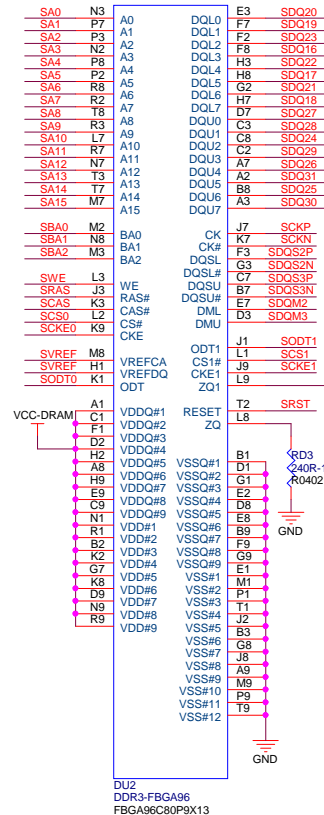 SA0 N3 A0 DQL0 E3 SDQ20
SA1 P7 A1 DQL1 F7 SDQ19
SA2 P3 A2 DQL2 F2 SDQ23
SA3 N2 A3 DQL3 F8 SDQ16
SA4 P8 A4 DQL4 H3 SDQ22
SA5 P2 A5 DQL5 H8 SDQ17
SA6 R8 A6 DQL6 G2 SDQ21
SA7 R2 A7 DQL7 H7 SDQ18
SA8 T8 A8 DQU0 D7 SDQ27
SA9 R3 A9 DQU1 C3 SDQ28
SA10 L7 A10 DQU2 C8 SDQ24
SA11 R7 A11 DQU3 C2 SDQ29
SA12 N7 A12 DQU4 A7 SDQ26
SA13 T3 A13 DQU5 A2 SDQ31
SA14 T7 A14 DQU6 B8 SDQ25
SA15 M7 A15 DQU7 A3 SDQ30
SBA0 M2 BA0 CK J7 SCKP
SBA1 N8 BA1 CK# K7 SCKN
SBA2 M3 BA2 DQSL F3 SDQS2P
DQSL# G3 SDQS2N
SWE L3 WE DQSU C7 SDQS3P
SRAS J3 RAS# DQSU# B7 SDQS3N
SCAS K3 CAS# DML E7 SDQM2
SCS0 L2 CS# DMU D3 SDQM3
SCKE0 K9 CKE
ODT1 J1 SODT1
SVREF M8 VREFCA CS1# L1 SCS1
SVREF H1 VREFDQ CKE1 J9 SCKE1
SODT0 K1 ODT ZQ1 L9
A1 VDDQ#1 RESET T2 SRST
VCC-DRAM C1 VDDQ#2 ZQ L8
F1 VDDQ#3
D2 VDDQ#4 RD3
H2 VDDQ#5 VSSQ#1 B1 240R-1
A8 VDDQ#6 VSSQ#2 D1 R0402
H9 VDDQ#7 VSSQ#3 G1
E9 VDDQ#8 VSSQ#4 E2
C9 VDDQ#9 VSSQ#5 D8 GND
N1 VDD#1 VSSQ#6 E8
R1 VDD#2 VSSQ#7 B9
B2 VDD#3 VSSQ#8 F9
K2 VDD#4 VSSQ#9 G9
G7 VDD#5 VSS#1 E1
K8 VDD#6 VSS#2 M1
D9 VDD#7 VSS#3 P1
N9 VDD#8 VSS#4 T1
R9 VDD#9 VSS#5 J2
VSS#6 B3
VSS#7 G8
VSS#8 J8
VSS#9 A9
VSS#10 M9
VSS#11 P9
VSS#12 T9
GND
DU2
DDR3-FBGA96
FBGA96C80P9X13